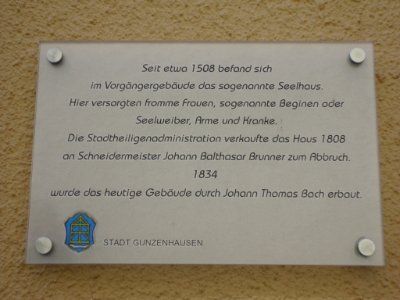 Seit etwa 1508 befand sich
im Vorgängergebäude das sogenannte Seelhaus.
Hier versorgten fromme Frauen, sogenannte Beginen oder
Seelweiber, Arme und Kranke.
Die Stadtheiligenadministration verkaufte das Haus 1808
an Schneidermeister Johann Balthasar Brunner zum Abbruch.
1834
wurde das heutige Gebäude durch Johann Thomas Bach erbaut.
STADT GUNZENHAUSEN